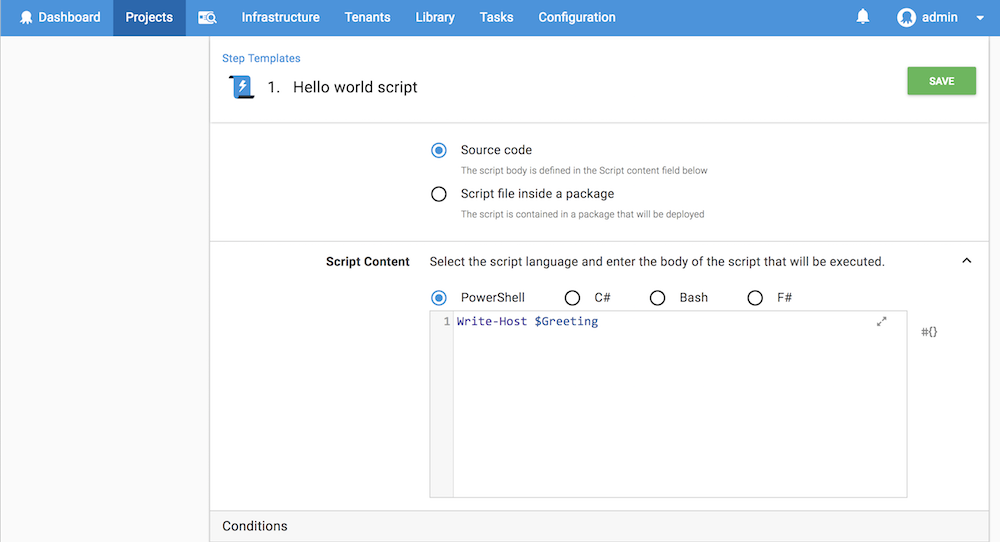 Dashboard Projects Infrastructure Tenants Library Tasks Configuration admin
Step Templates
1. Hello world script
SAVE
Source code
The script body is defined in the Script content field below
Script file inside a package
The script is contained in a package that will be deployed
Script Content Select the script language and enter the body of the script that will be executed.
PowerShell C# Bash F#
1 Write-Host $Greeting
#{}
Conditions